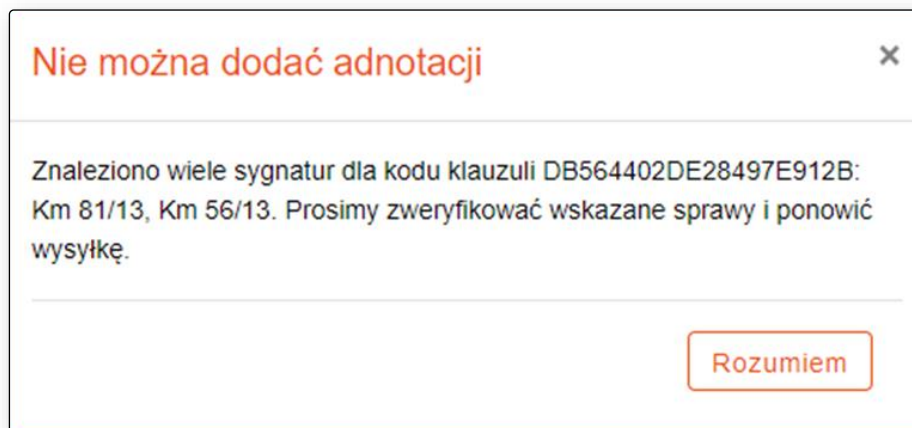 Nie można dodać adnotacji
×
Znaleziono wiele sygnatur dla kodu klauzuli DB564402DE28497E912B:
Km 81/13, Km 56/13. Prosimy zweryfikować wskazane sprawy i ponowić
wysyłkę.
Rozumiem